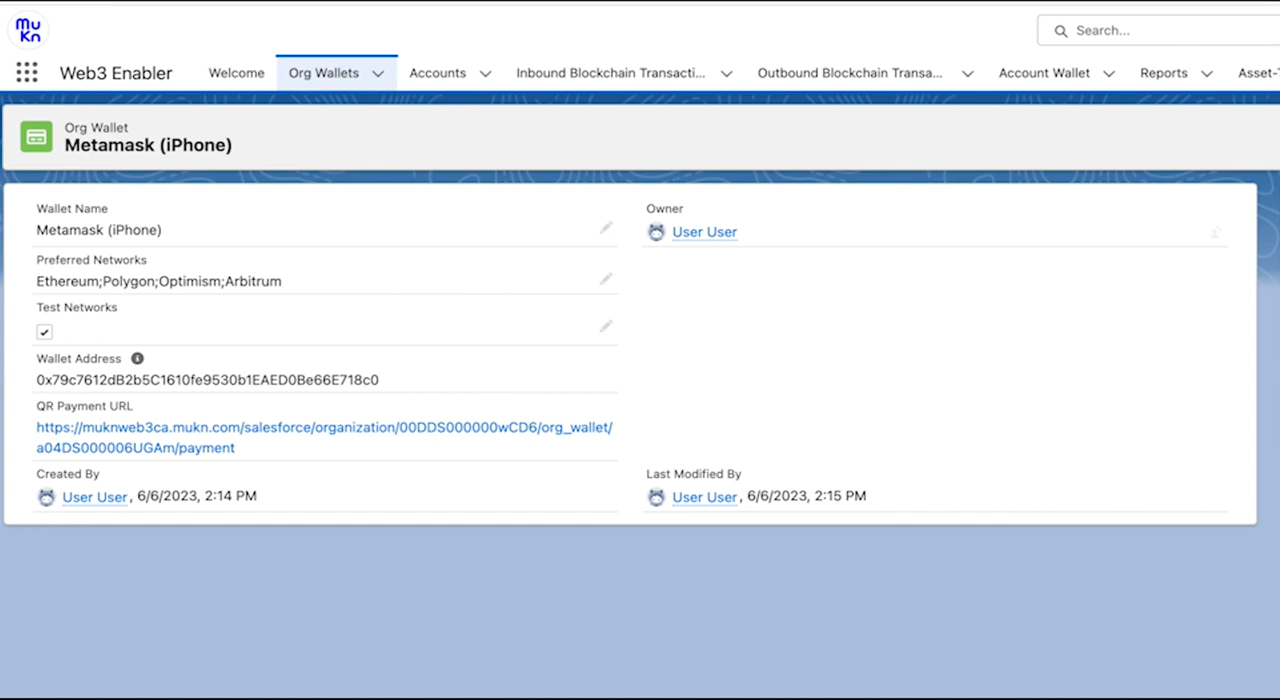 Mu
Kn
Search...
Web3 Enabler
Welcome
Org Wallets
Accounts
Inbound Blockchain Transacti...
Outbound Blockchain Transa...
Account Wallet
Reports
Asset-T
Org Wallet
Metamask (iPhone)
Wallet Name
Metamask (iPhone)
Owner
User User
Preferred Networks
Ethereum;Polygon;Optimism;Arbitrum
Test Networks
Wallet Address
0x79c7612dB2b5C1610fe9530b1EAED0Be66E718c0
QR Payment URL
https://muknweb3ca.mukn.com/salesforce/organization/00DDS000000wCD6/org_wallet/
a04DS000006UGAm/payment
Created By
User User, 6/6/2023, 2:14 PM
Last Modified By
User User, 6/6/2023, 2:15 PM